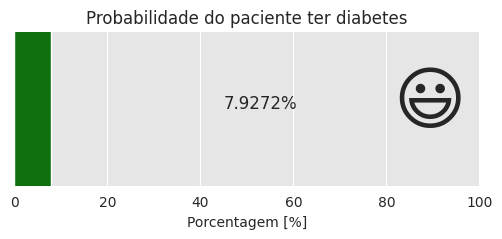 Probabilidade do paciente ter diabetes
7.9272%
0 20 40 60 80 100
Porcentagem [%]